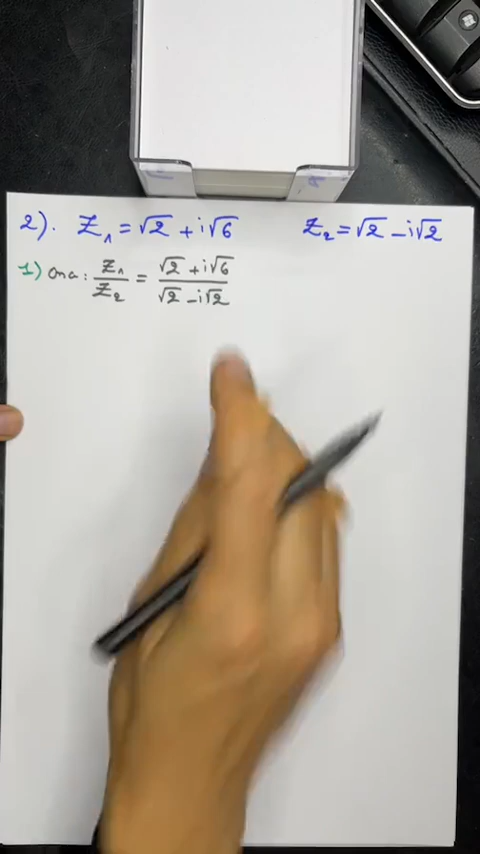 2). Z₁ = √2 + i√6 Z₂ = √2 - i√2
1) On a : Z₁/Z₂ = (√2 + i√6)/(√2 - i√2)